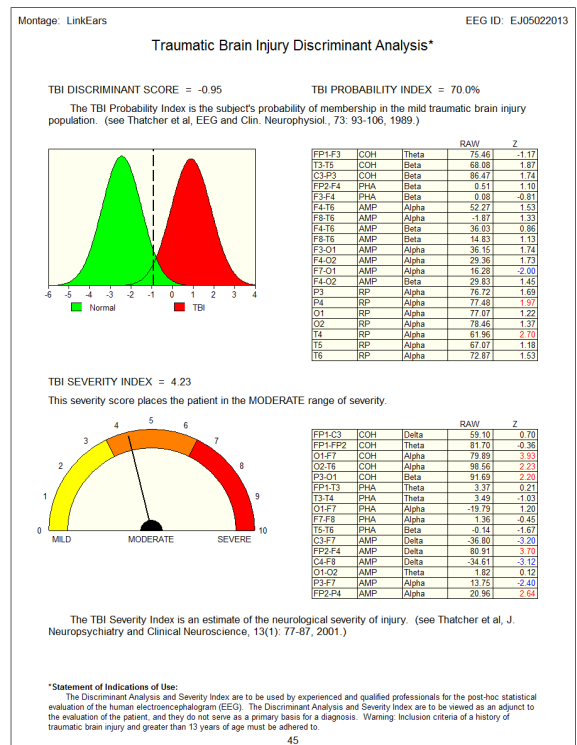 Montage: LinkEars EEG ID: EJ05022013
Traumatic Brain Injury Discriminant Analysis*
TBI DISCRIMINANT SCORE = -0.95 TBI PROBABILITY INDEX = 70.0%
The TBI Probability Index is the subject's probability of membership in the mild traumatic brain injury
population. (see Thatcher et al, EEG and Clin. Neurophysiol., 73: 93-106, 1989.)
RAW Z
FP1-F3 COH Theta 75.46 -1.17
T3-T5 COH Beta 68.08 1.87
C3-P3 COH Beta 86.47 1.74
FP2-F4 PHA Beta 0.51 1.10
F3-F4 PHA Beta 0.08 -0.81
F4-T6 AMP Alpha 52.27 1.53
F8-T6 AMP Alpha -1.87 1.33
F4-T6 AMP Beta 36.03 0.86
F8-T6 AMP Beta 14.83 1.13
F3-O1 AMP Alpha 36.15 1.74
F4-O2 AMP Alpha 29.36 1.73
F7-O1 AMP Alpha 16.28 -2.00
F4-O2 AMP Beta 29.83 1.45
P3 RP Alpha 76.72 1.69
P4 RP Alpha 77.48 1.97
O1 RP Alpha 77.07 1.22
O2 RP Alpha 78.46 1.37
T4 RP Alpha 61.96 2.70
T5 RP Alpha 67.07 1.18
T6 RP Alpha 72.87 1.53
-6 -5 -4 -3 -2 -1 0 1 2 3 4
Normal TBI
TBI SEVERITY INDEX = 4.23
This severity score places the patient in the MODERATE range of severity.
0 1 2 3 4 5 6 7 8 9 10
MILD MODERATE SEVERE
RAW Z
FP1-C3 COH Delta 59.10 0.70
FP1-FP2 COH Theta 81.70 -0.36
O1-F7 COH Alpha 79.89 3.93
O2-T6 COH Alpha 98.56 2.23
P3-O1 COH Beta 91.69 2.20
FP1-T3 PHA Theta 3.37 0.21
T3-T4 PHA Theta 3.49 -1.03
O1-F7 PHA Alpha -19.79 1.20
F7-F8 PHA Alpha 1.36 -0.45
T5-T6 PHA Beta -0.14 -1.67
C3-F7 AMP Delta -36.80 -3.20
FP2-F4 AMP Delta 80.91 3.70
C4-F8 AMP Delta -34.61 -3.12
O1-O2 AMP Theta 1.82 0.12
P3-F7 AMP Alpha 13.75 -2.40
FP2-P4 AMP Alpha 20.96 2.64
The TBI Severity Index is an estimate of the neurological severity of injury. (see Thatcher et al, J.
Neuropsychiatry and Clinical Neuroscience, 13(1): 77-87, 2001.)
*Statement of Indications of Use:
The Discriminant Analysis and Severity Index are to be used by experienced and qualified professionals for the post-hoc statistical
evaluation of the human electroencephalogram (EEG). The Discriminant Analysis and Severity Index are to be viewed as an adjunct to
the evaluation of the patient, and they do not serve as a primary basis for a diagnosis. Warning: Inclusion criteria of a history of
traumatic brain injury and greater than 13 years of age must be adhered to.
45